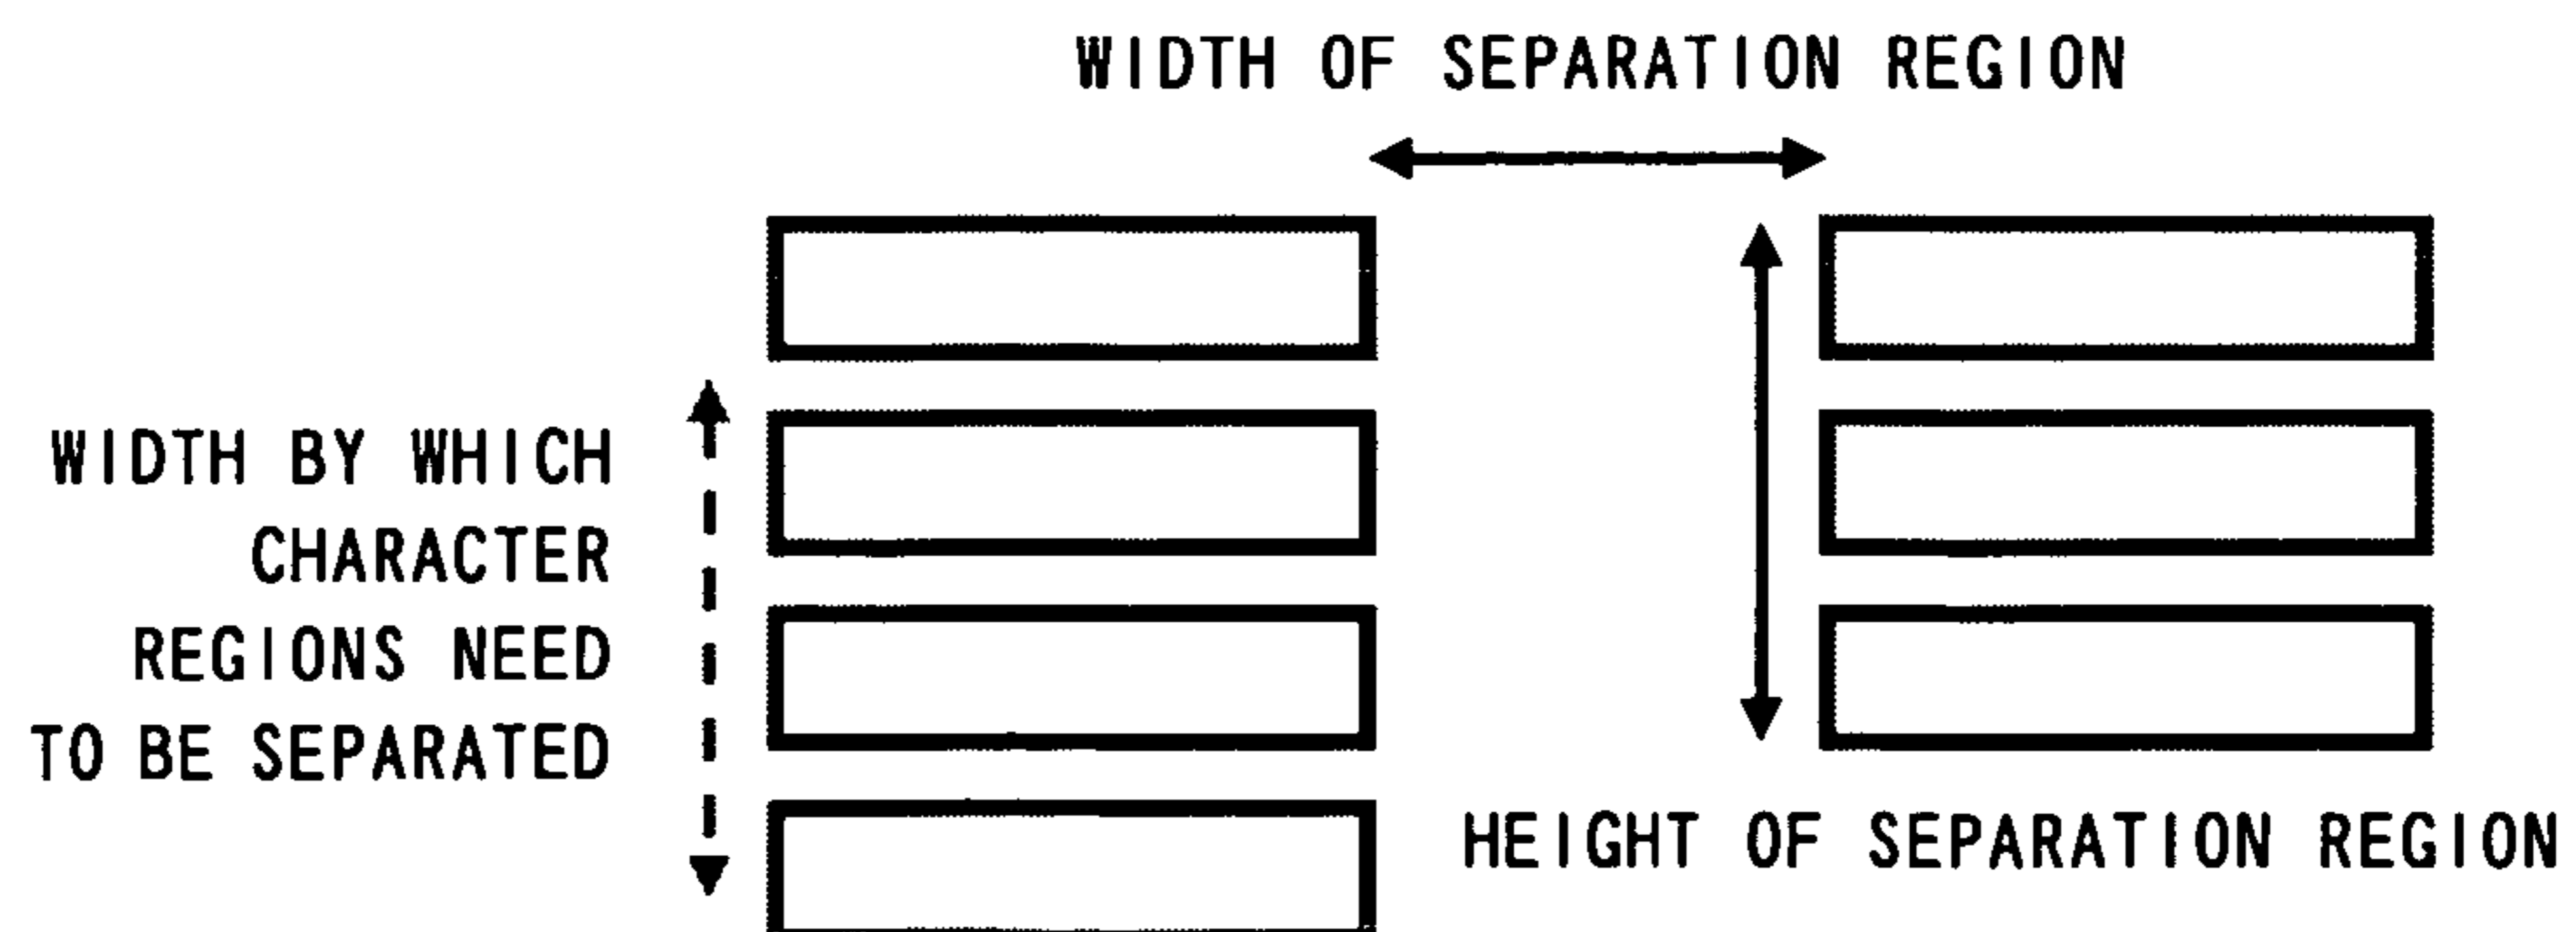 WIDTH OF SEPARATION REGION
WIDTH BY WHICH
CHARACTER
REGIONS NEED
TO BE SEPARATED
HEIGHT OF SEPARATION REGION